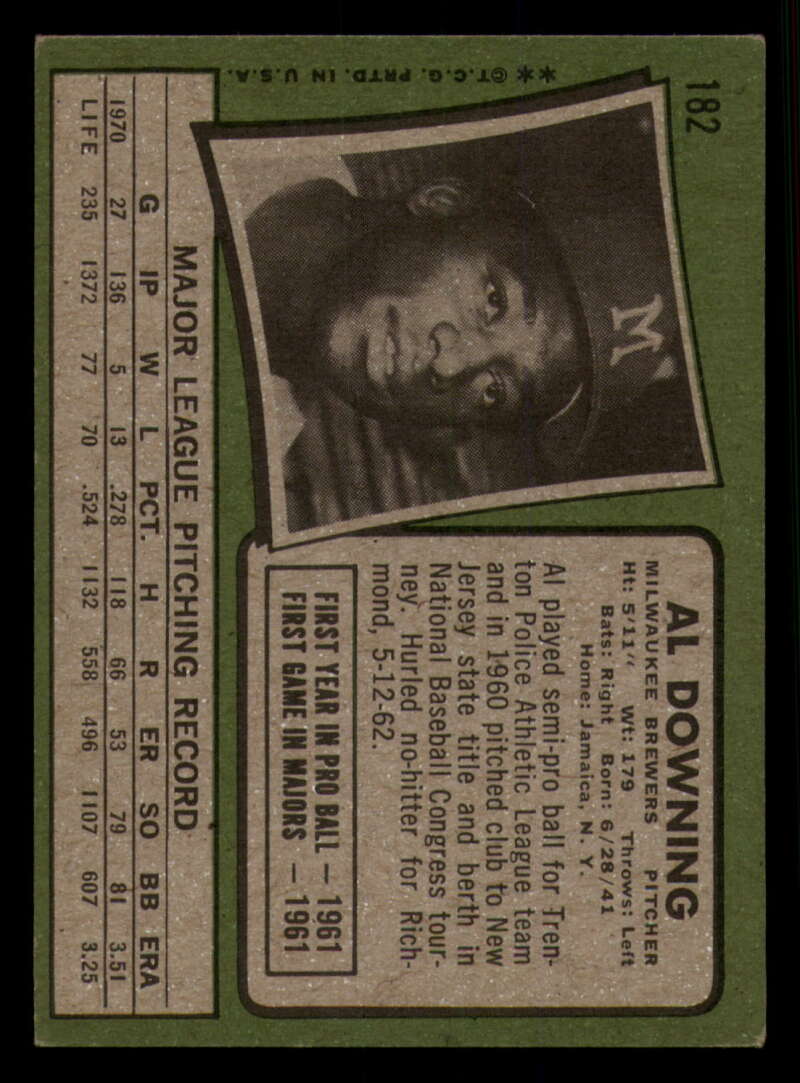 182
M
AL DOWNING
MILWAUKEE BREWERS PITCHER
Ht: 5'11" Wt: 179 Throws: Left
Bats: Right Born: 6/28/41
Home: Jamaica, N. Y.
Al played semi-pro ball for Tren-
ton Police Athletic League team
and in 1960 pitched club to New
Jersey state title and berth in
National Baseball Congress tour-
ney. Hurled no-hitter for Rich-
mond, 5-12-62.
FIRST YEAR IN PRO BALL — 1961
FIRST GAME IN MAJORS — 1961
MAJOR LEAGUE PITCHING RECORD
G IP W L PCT. H R ER SO BB ERA
1970 27 136 5 13 .278 118 66 53 79 81 3.51
LIFE 235 1372 77 70 .524 1132 558 496 1107 607 3.25
**©T.C.G. PRTD. IN U.S.A.